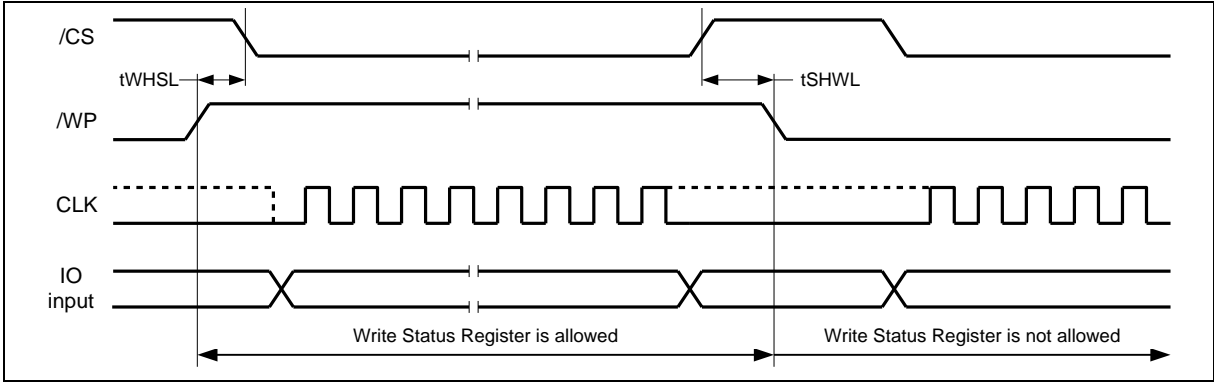 /CS
tWHSL
tSHWL
/WP
CLK
IO
input
Write Status Register is allowed
Write Status Register is not allowed